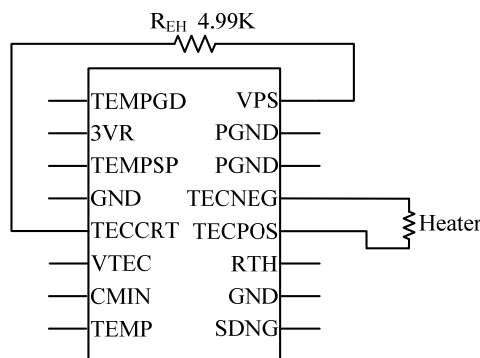 R_EH 4.99K
TEMPGD VPS
3VR PGND
TEMPSP PGND
GND TECNEG
TECCRT TECPOS
Heater
VTEC RTH
CMIN GND
TEMP SDNG